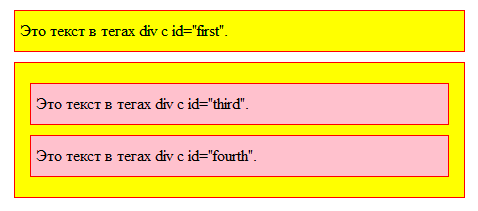 Это текст в тегах div с id="first".
Это текст в тегах div с id="third".
Это текст в тегах div с id="fourth".